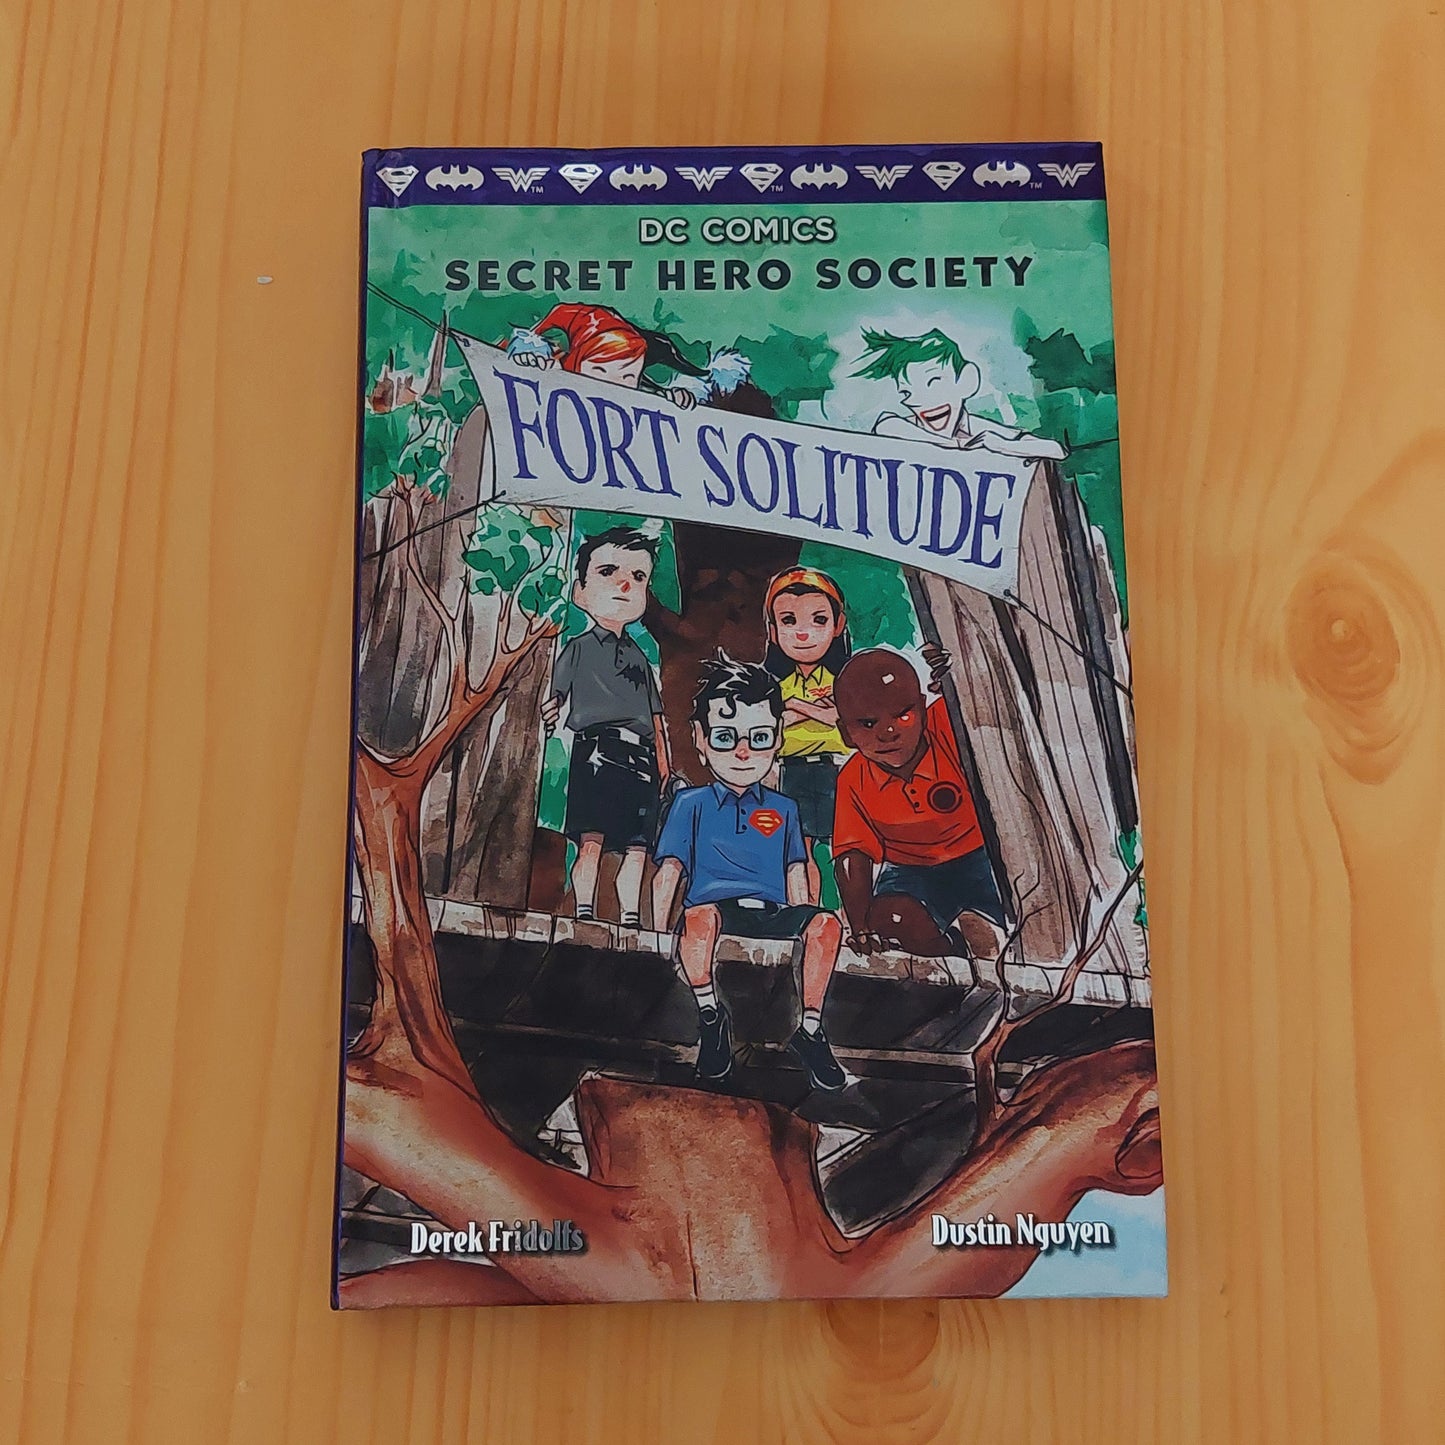 DC COMICS
SECRET HERO SOCIETY
FORT SOLITUDE
Derek Fridolfs
Dustin Nguyen